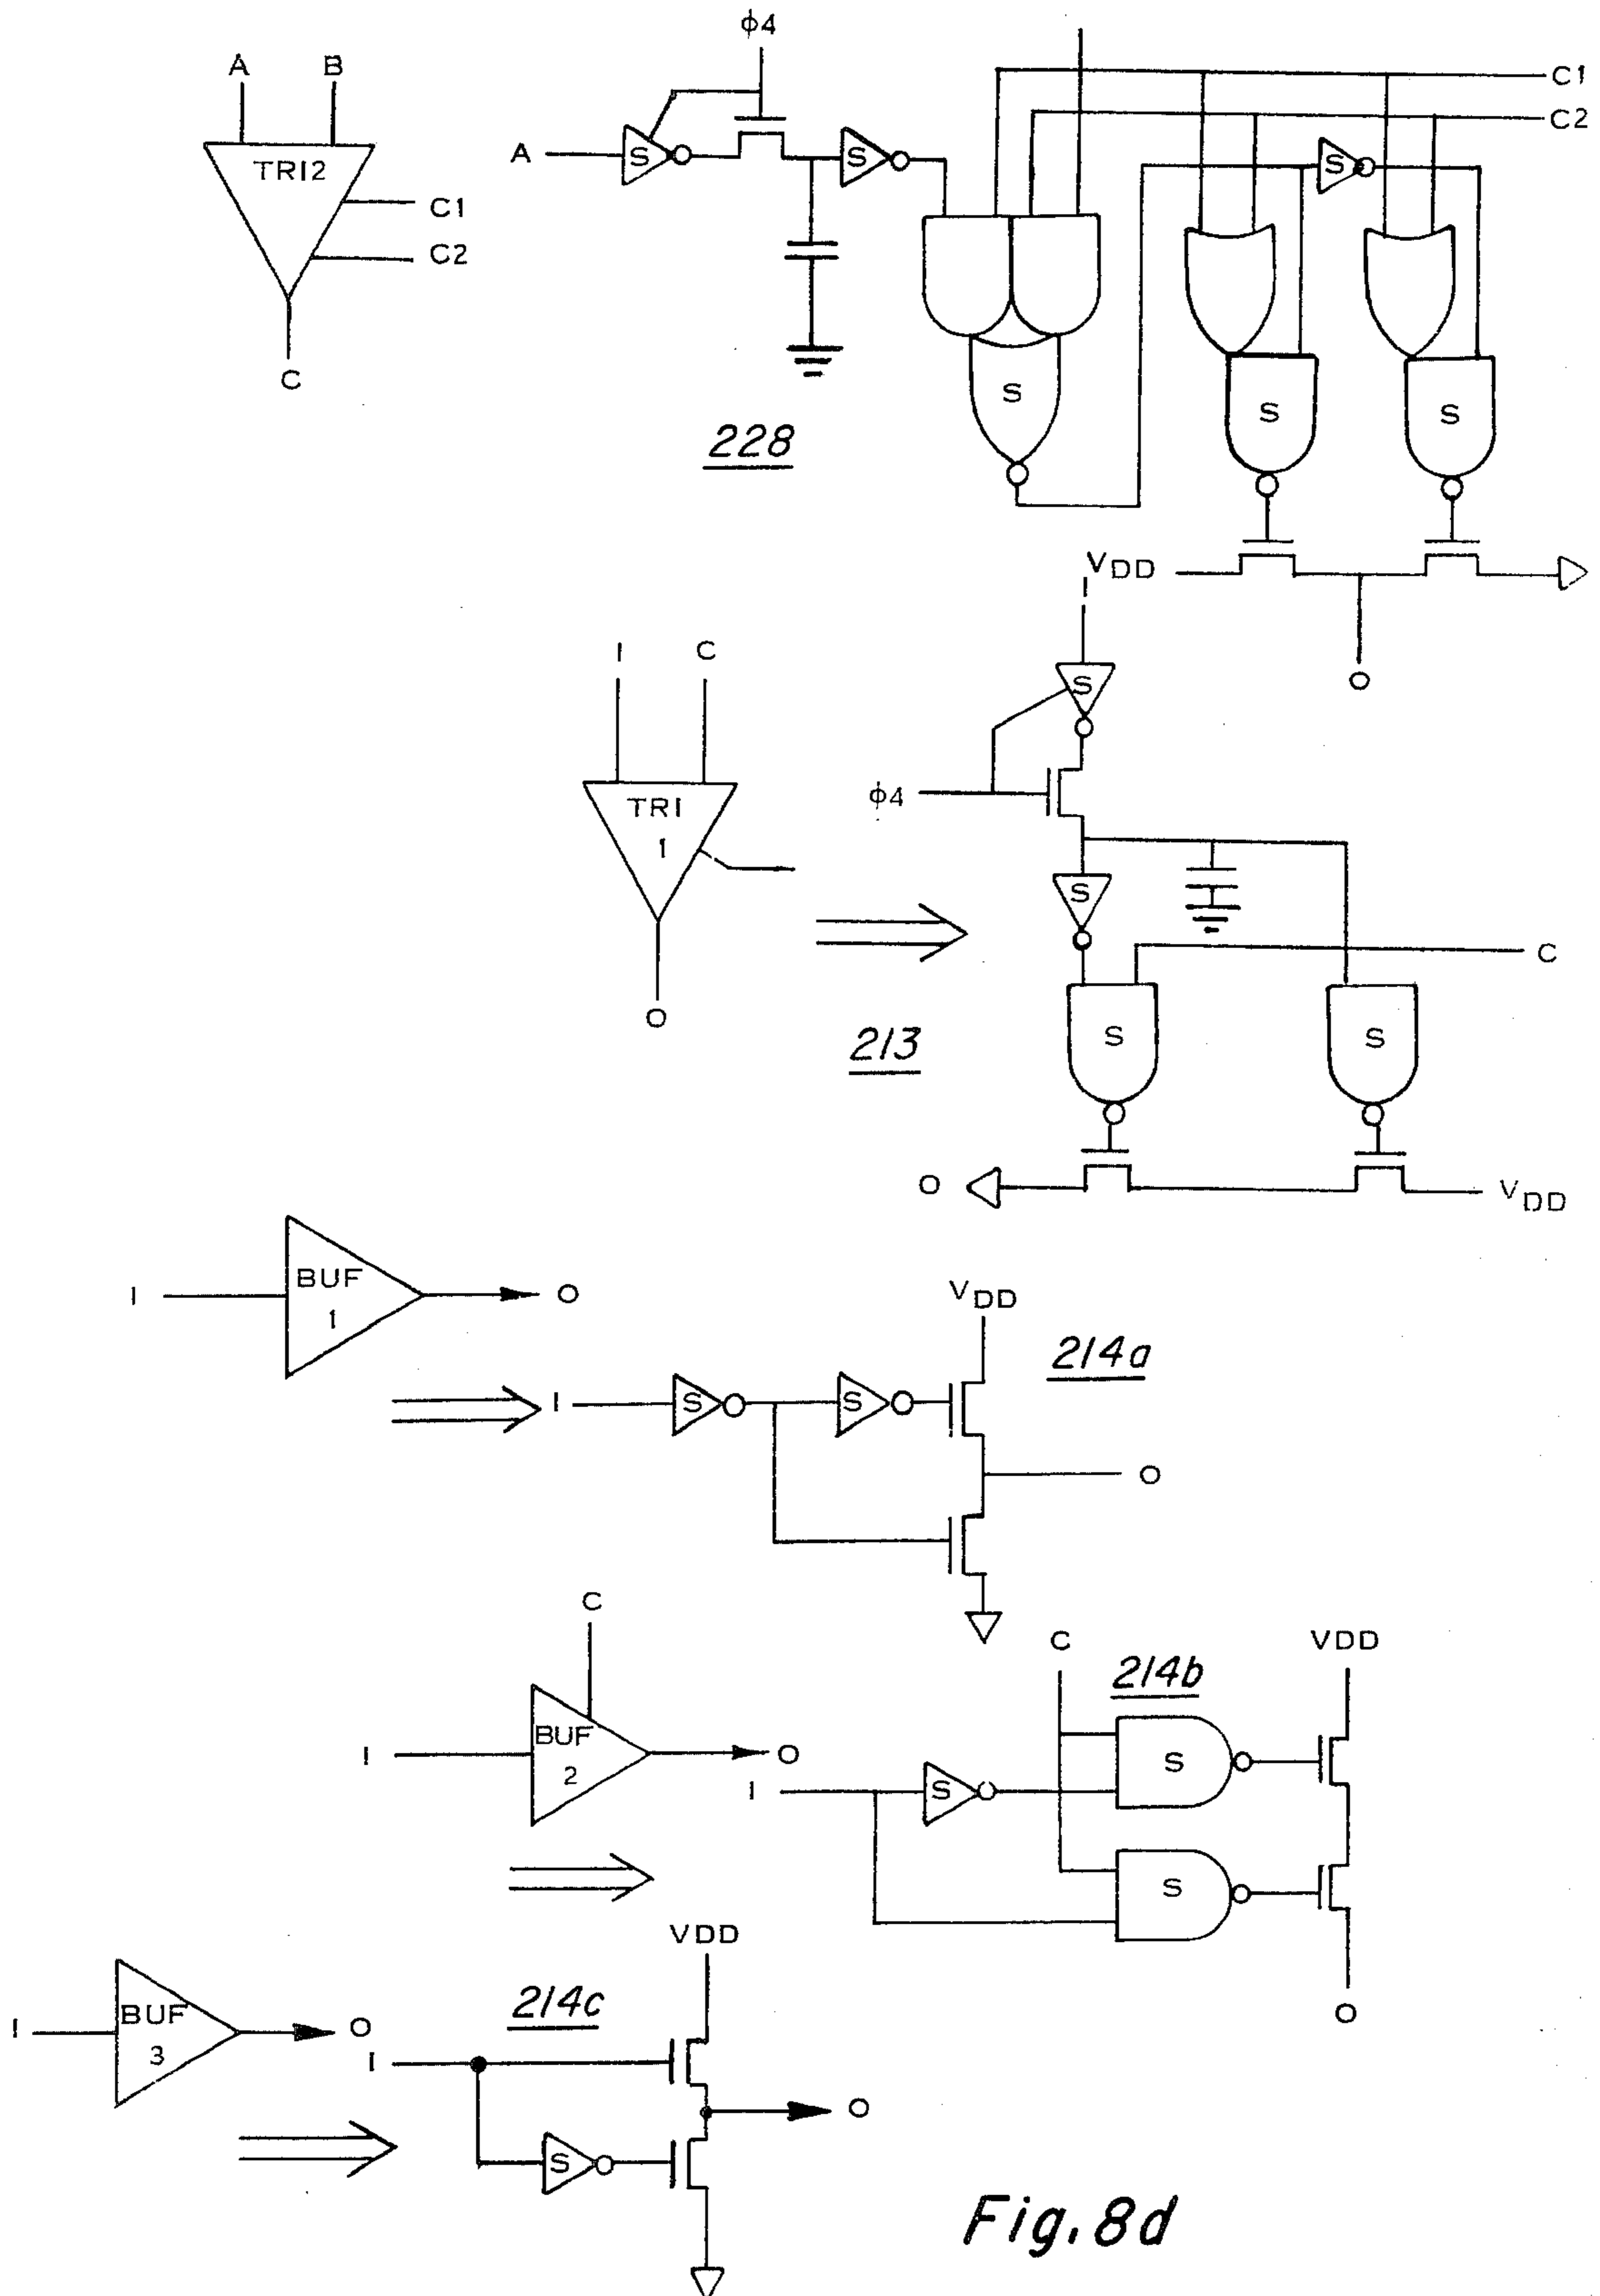 ϕ4
A B
TRI2
C1
C2
C
A
S
S
C1
C2
S
S
S
S
228
VDD
O
I
I C
TRI
1
O
S
ϕ4
S
C
S
S
213
O
VDD
I
BUF
1
O
I
S
S
VDD
214a
O
C
I
BUF
2
O
I
S
C
214b
S
S
VDD
O
I
BUF
3
O
214c
I
S
VDD
O
Fig. 8d